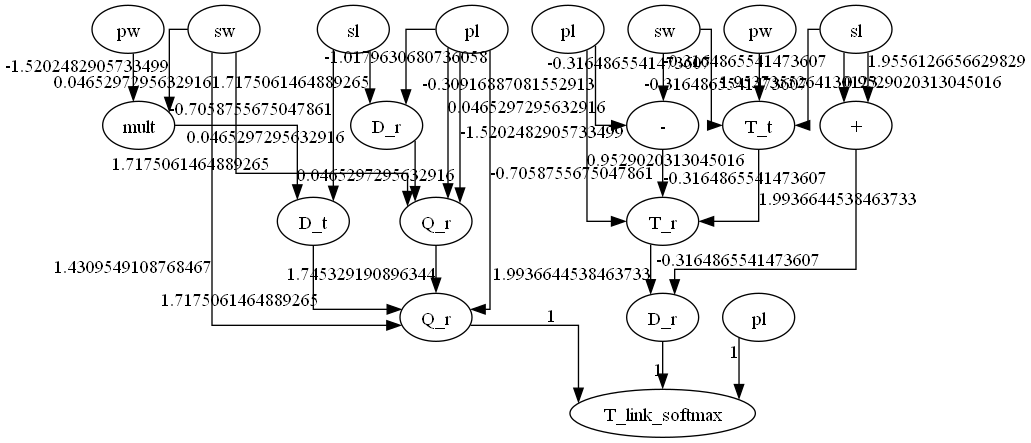 pw
sw
sl
pl
pl
sw
pw
sl
-1.5202482905733499
0.0465297295632916
1.7175061464889265
-1.0179630680736058
-0.30916887081552913
-0.3164865541473607
-0.3164865541473607
-0.3164865541473607
1.9556126656629829
0.9529020313045016
mult
-0.7058755675047861
D_r
0.0465297295632916
-1.5202482905733499
-
T_t
+
0.0465297295632916
1.7175061464889265
0.0465297295632916
-0.7058755675047861
0.9529020313045016
-0.3164865541473607
1.9936644538463733
D_t
Q_r
T_r
1.4309549108768467
1.745329190896344
1.9936644538463733
-0.3164865541473607
1.7175061464889265
Q_r
1
D_r
pl
1
1
T_link_softmax